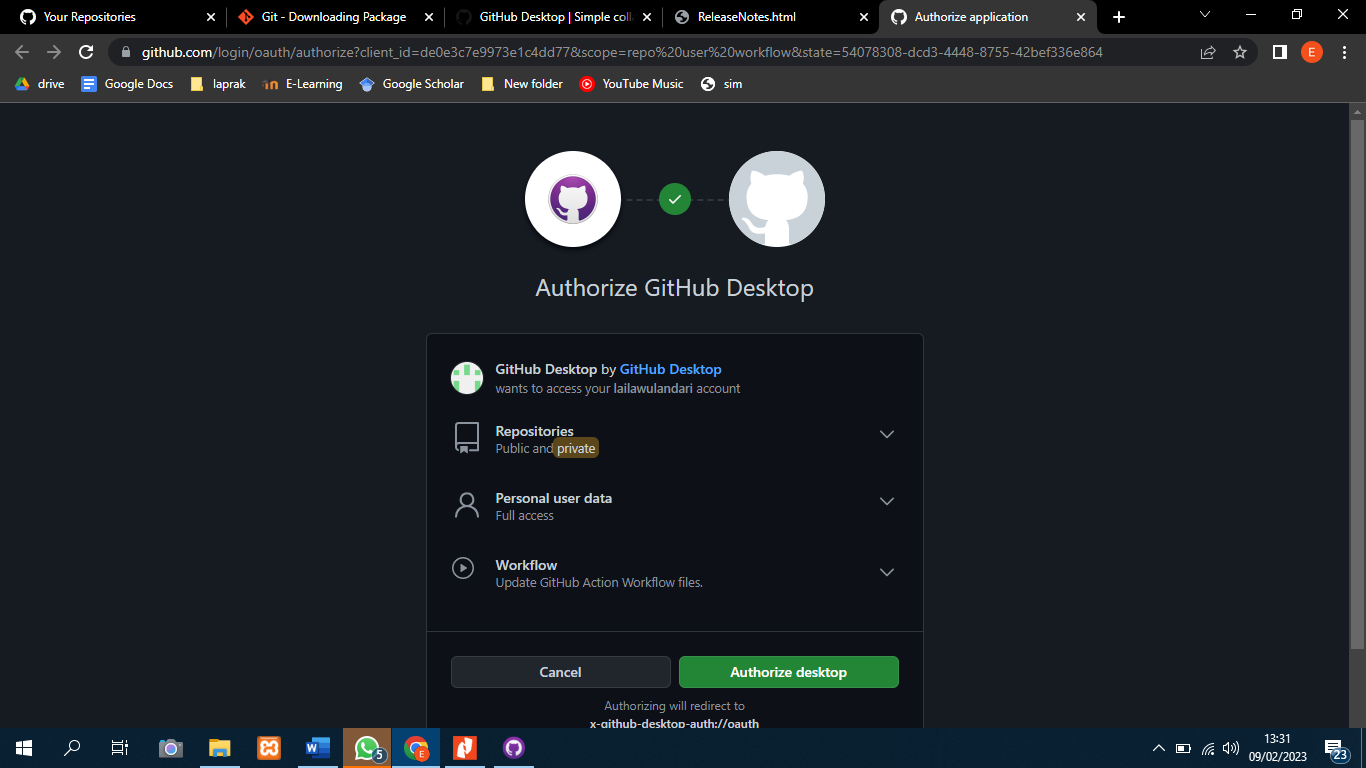 Your Repositories
Git - Downloading Package
GitHub Desktop | Simple coll
ReleaseNotes.html
Authorize application
github.com/login/oauth/authorize?client_id=de0e3c7e9973e1c4dd77&scope=repo%20user%20workflow&state=54078308-dcd3-4448-8755-42bef336e864
E
drive
Google Docs
laprak
E-Learning
Google Scholar
New folder
YouTube Music
sim
Authorize GitHub Desktop
GitHub Desktop by GitHub Desktop
wants to access your lailawulandari account
Repositories
Public and private
Personal user data
Full access
Workflow
Update GitHub Action Workflow files.
Cancel
Authorize desktop
Authorizing will redirect to
x-github-desktop-auth://oauth
5
E
13:31
09/02/2023
23